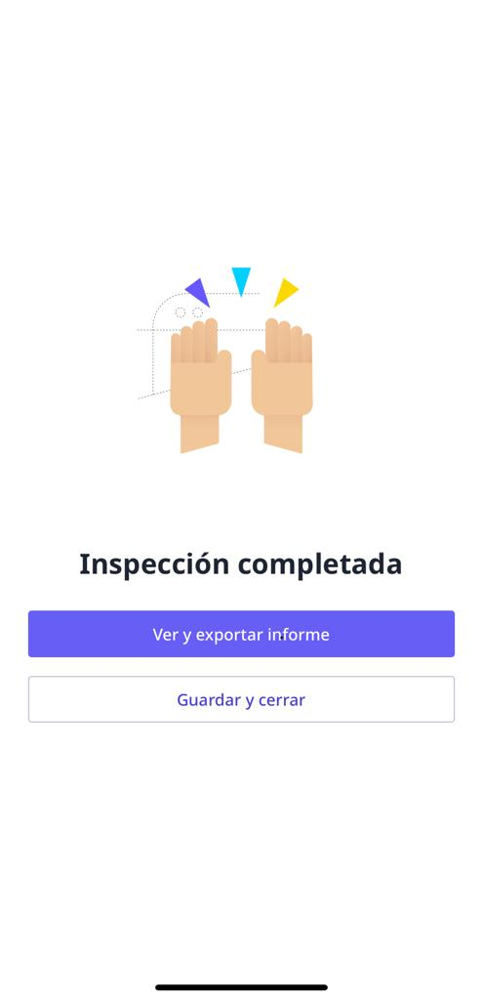 Inspección completada
Ver y exportar informe
Guardar y cerrar